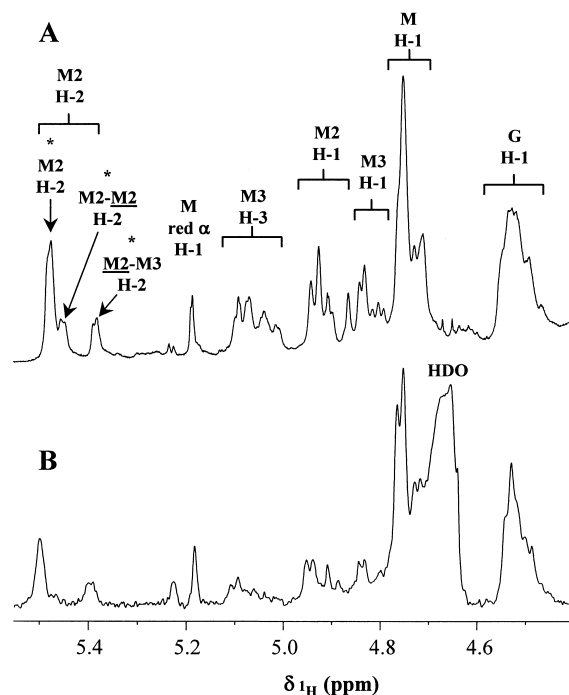 A
M2
H-2
*
M2
H-2
*
M2-M2
H-2
*
M2-M3
H-2
M
red α
H-1
M3
H-3
M2
H-1
M3
H-1
M
H-1
G
H-1
B
HDO
5.4
5.2
5.0
4.8
4.6
δ 1H (ppm)